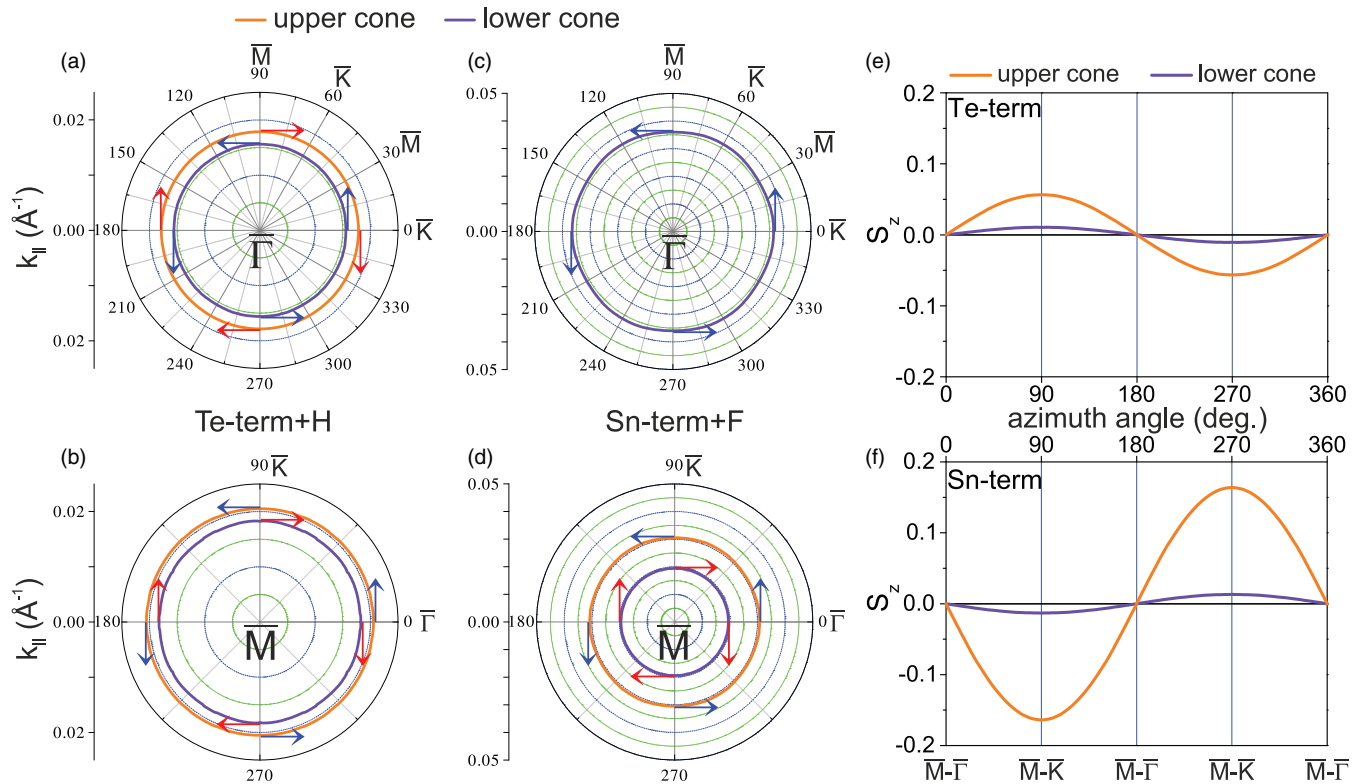 upper cone lower cone
(a)
M̅
90
K̅
60
M̅
30
0 K̅
330
300
270
240
210
180
150
120
Γ̅
k|| (Å-1)
0.02
0.00
0.02
(c)
M̅
90
K̅
60
M̅
30
0 K̅
330
300
270
240
210
180
150
120
Γ̅
0.05
0.00
0.05
Te-term+H
(b)
90 K̅
0 Γ̅
270
180
M̅
k|| (Å-1)
0.02
0.00
0.02
Sn-term+F
(d)
90 K̅
0 Γ̅
270
180
M̅
0.05
0.00
0.05
(e)
upper cone lower cone
Te-term
Sz
0.2
0.0
-0.1
-0.2
0 90 180 270 360
azimuth angle (deg.)
0 90 180 270 360
(f)
Sn-term
Sz
0.2
0.1
0.0
-0.1
-0.2
M̅-Γ̅ M̅-K M̅-Γ̅ M̅-K M̅-Γ̅